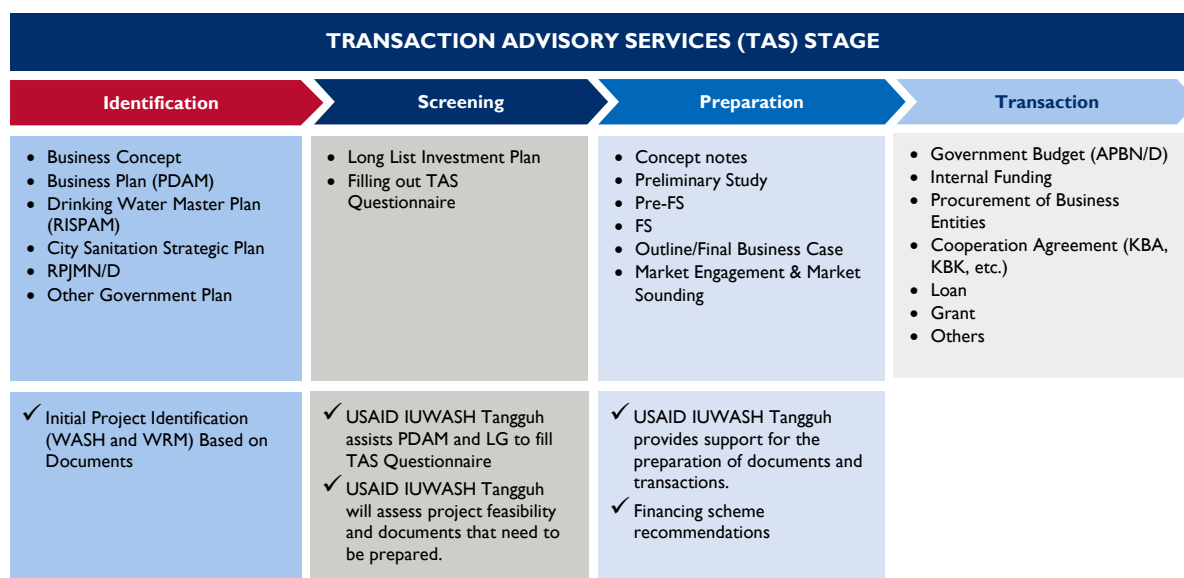 TRANSACTION ADVISORY SERVICES (TAS) STAGE
Identification
Screening
Preparation
Transaction
• Business Concept
• Business Plan (PDAM)
• Drinking Water Master Plan
(RISPAM)
• City Sanitation Strategic Plan
• RPJMN/D
• Other Government Plan
• Long List Investment Plan
• Filling out TAS
Questionnaire
• Concept notes
• Preliminary Study
• Pre-FS
• FS
• Outline/Final Business Case
• Market Engagement & Market
Sounding
• Government Budget (APBN/D)
• Internal Funding
• Procurement of Business
Entities
• Cooperation Agreement (KBA,
KBK, etc.)
• Loan
• Grant
• Others
✓ Initial Project Identification
(WASH and WRM) Based on
Documents
✓ USAID IUWASH Tangguh
assists PDAM and LG to fill
TAS Questionnaire
✓ USAID IUWASH Tangguh
will assess project feasibility
and documents that need to
be prepared.
✓ USAID IUWASH Tangguh
provides support for the
preparation of documents and
transactions.
✓ Financing scheme
recommendations